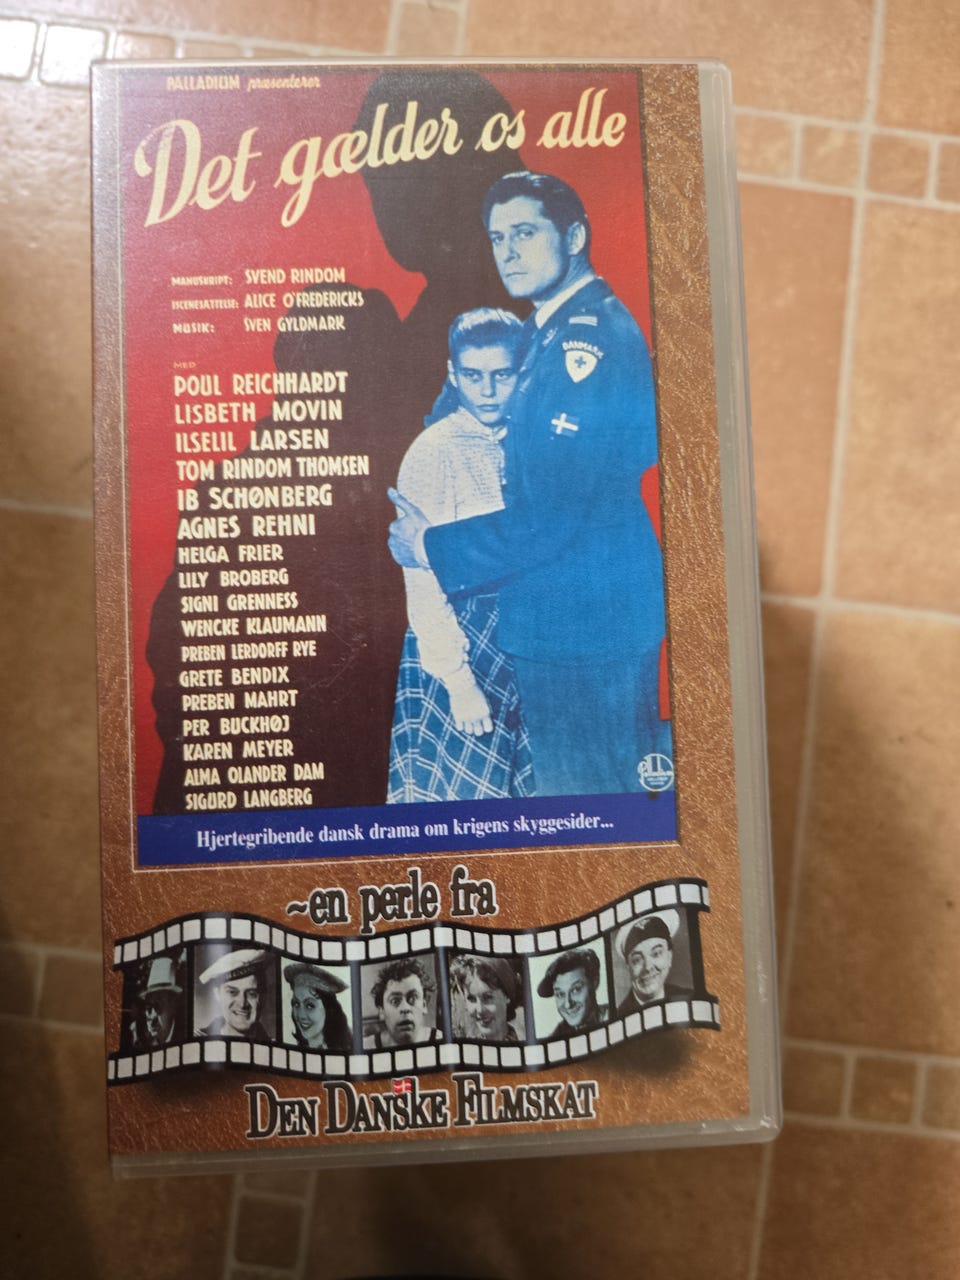 PALLADIUM præsenterer
Det gælder os alle
MANUSKRIPT: SVEND RINDOM
ISCENESÆTTELSE: ALICE O'FREDERICKS
MUSIK: SVEN GYLDMARK
MED
POUL REICHHARDT
LISBETH MOVIN
ILSELIL LARSEN
TOM RINDOM THOMSEN
IB SCHØNBERG
AGNES REHNI
HELGA FRIER
LILY BROBERG
SIGNI GRENNESS
WENCKE KLAUMANN
PREBEN LERDORFF RYE
GRETE BENDIX
PREBEN MAHRT
PER BUCKHØJ
KAREN MEYER
ALMA OLANDER DAM
SIGURD LANGBERG
DANMARK
Palladium
Hjertegribende dansk drama om krigens skyggesider...
~en perle fra
DEN DANSKE FILMSKAT